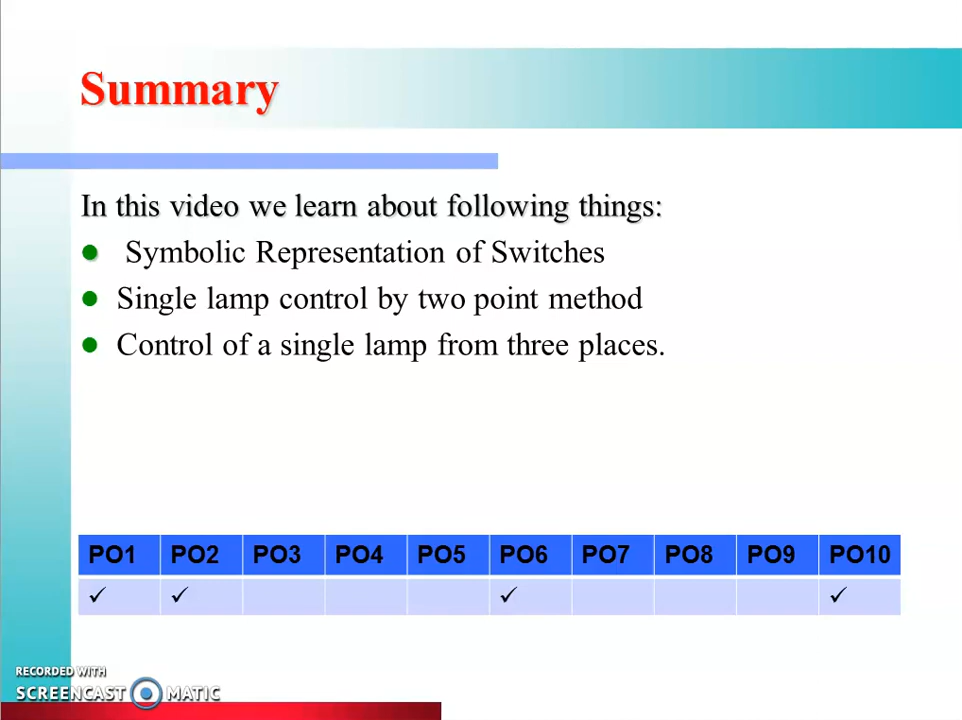 Summary
In this video we learn about following things:
Symbolic Representation of Switches
Single lamp control by two point method
Control of a single lamp from three places.
PO1 PO2 PO3 PO4 PO5 PO6 PO7 PO8 PO9 PO10
✓ ✓ ✓ ✓
RECORDED WITH
SCREENCAST MATIC